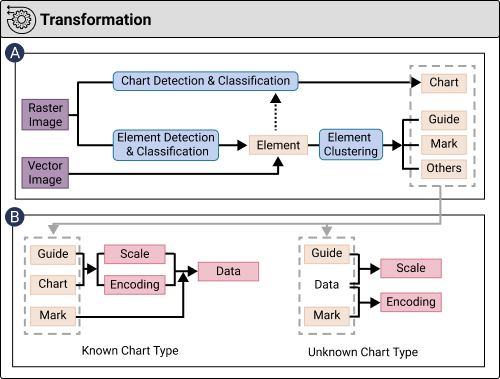 Transformation
A
Chart Detection & Classification
Chart
Raster
Image
Guide
Element Detection
& Classification
Element
Element
Clustering
Mark
Vector
Image
Others
B
Guide
Scale
Chart
Encoding
Data
Mark
Known Chart Type
Guide
Scale
Data
Encoding
Mark
Unknown Chart Type